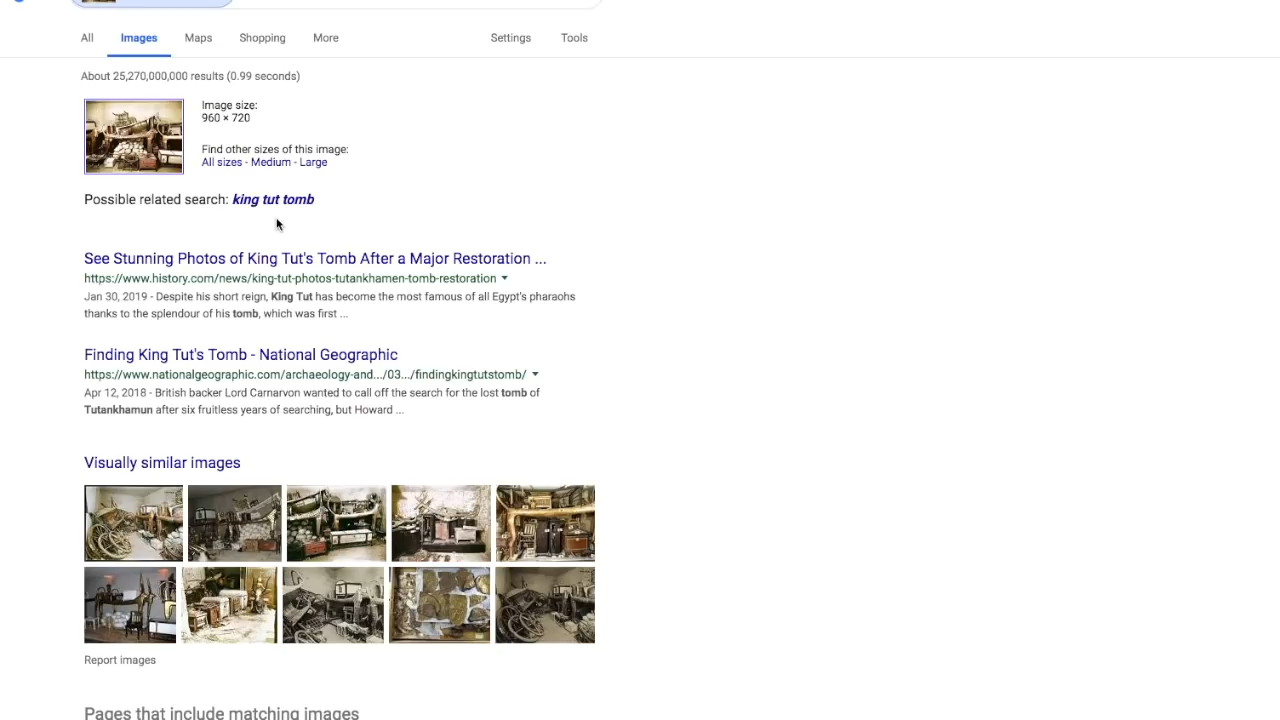 All Images Maps Shopping More Settings Tools
About 25,270,000,000 results (0.99 seconds)
Image size:
960 × 720
Find other sizes of this image:
All sizes - Medium - Large
Possible related search: king tut tomb
See Stunning Photos of King Tut's Tomb After a Major Restoration ...
https://www.history.com/news/king-tut-photos-tutankhamen-tomb-restoration
Jan 30, 2019 - Despite his short reign, King Tut has become the most famous of all Egypt's pharaohs
thanks to the splendour of his tomb, which was first ...
Finding King Tut's Tomb - National Geographic
https://www.nationalgeographic.com/archaeology-and.../03.../findingkingtutstomb/
Apr 12, 2018 - British backer Lord Carnarvon wanted to call off the search for the lost tomb of
Tutankhamun after six fruitless years of searching, but Howard ...
Visually similar images
Report images
Pages that include matching images